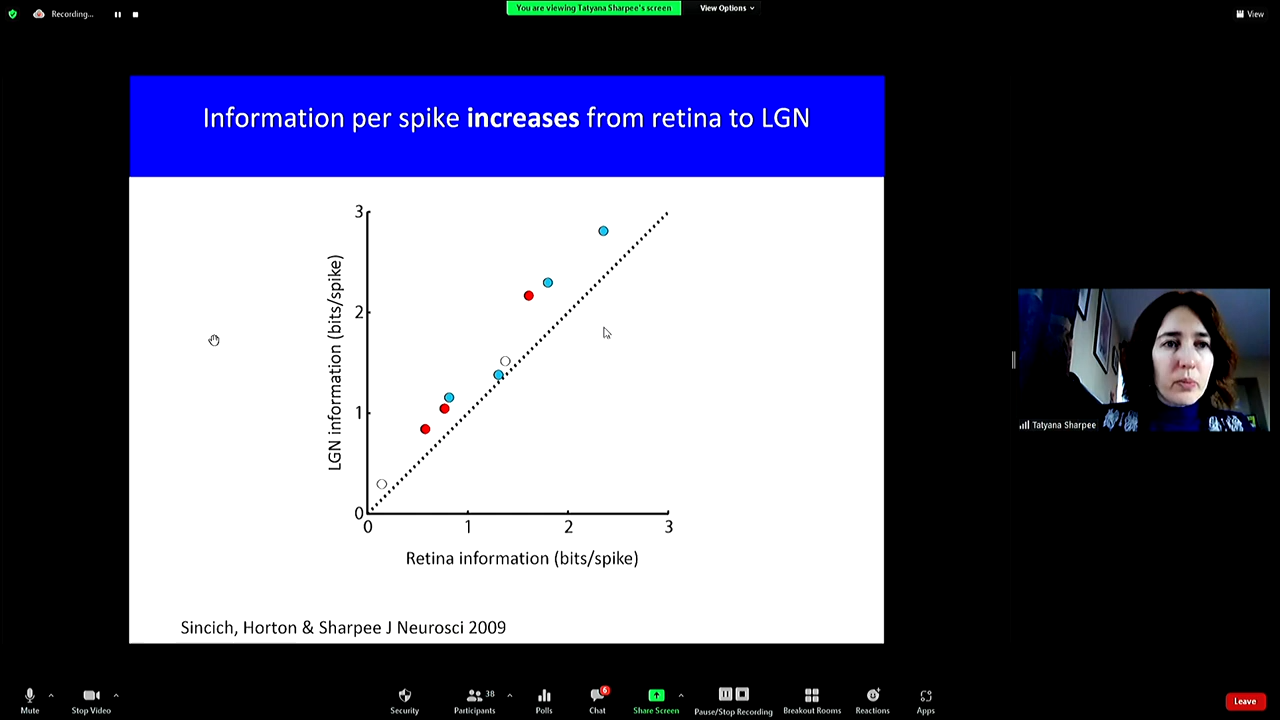 Recording...
You are viewing Tatyana Sharpee's screen
View Options
View
Information per spike increases from retina to LGN
3
2
1
0
LGN information (bits/spike)
0 1 2 3
Retina information (bits/spike)
Sincich, Horton & Sharpee J Neurosci 2009
Tatyana Sharpee
Mute
Stop Video
Security
Participants
38
Polls
Chat
6
Share Screen
Pause/Stop Recording
Breakout Rooms
Reactions
Apps
Leave